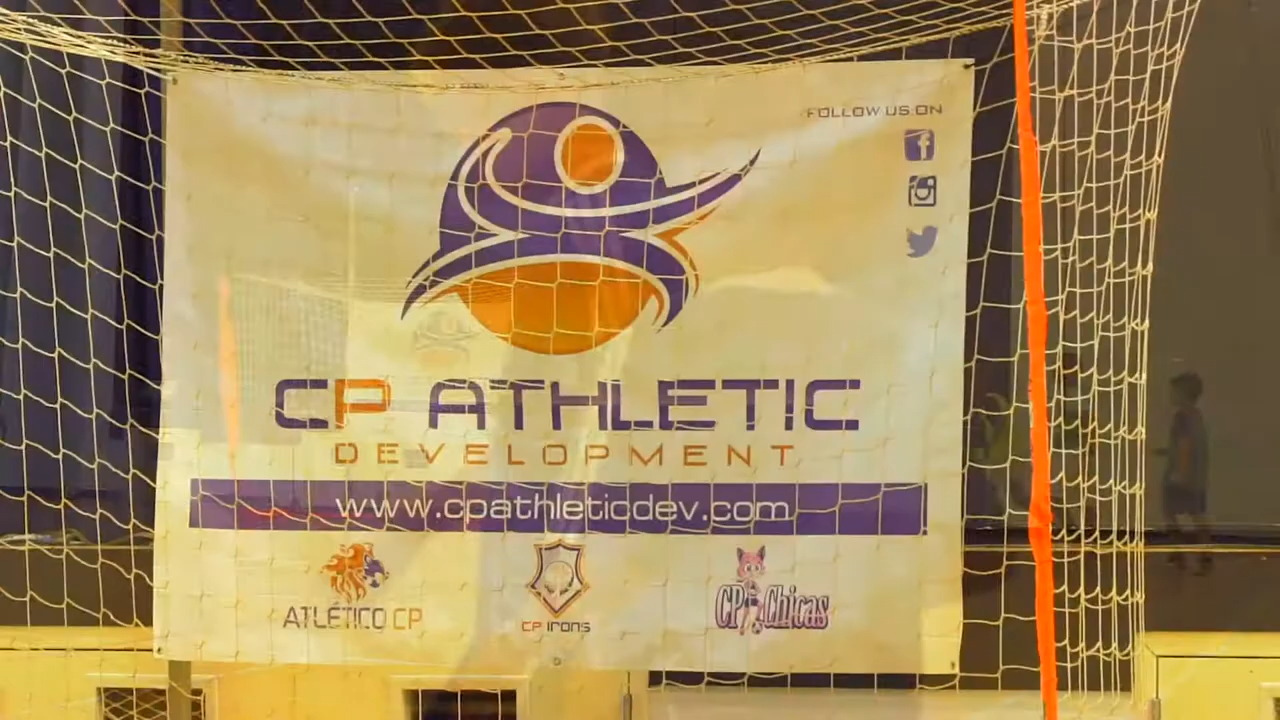 FOLLOW US ON
CP ATHLETIC
DEVELOPMENT
www.cpathleticdev.com
ATLÉTICO CP
CP IRONS
CP Chicas